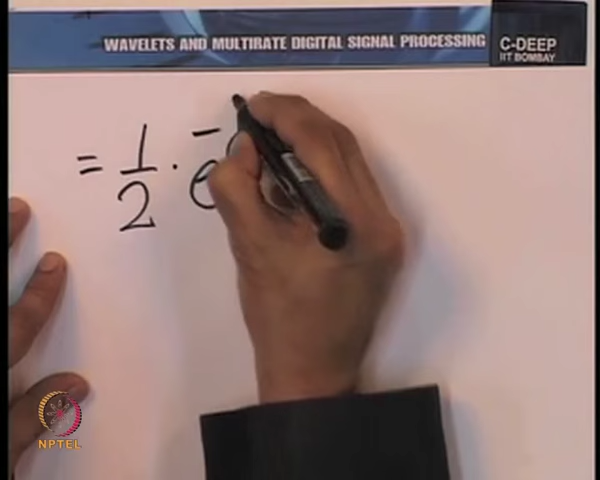 WAVELETS AND MULTIRATE DIGITAL SIGNAL PROCESSING
C-DEEP
IIT BOMBAY
= 1/2 · e^-
NPTEL